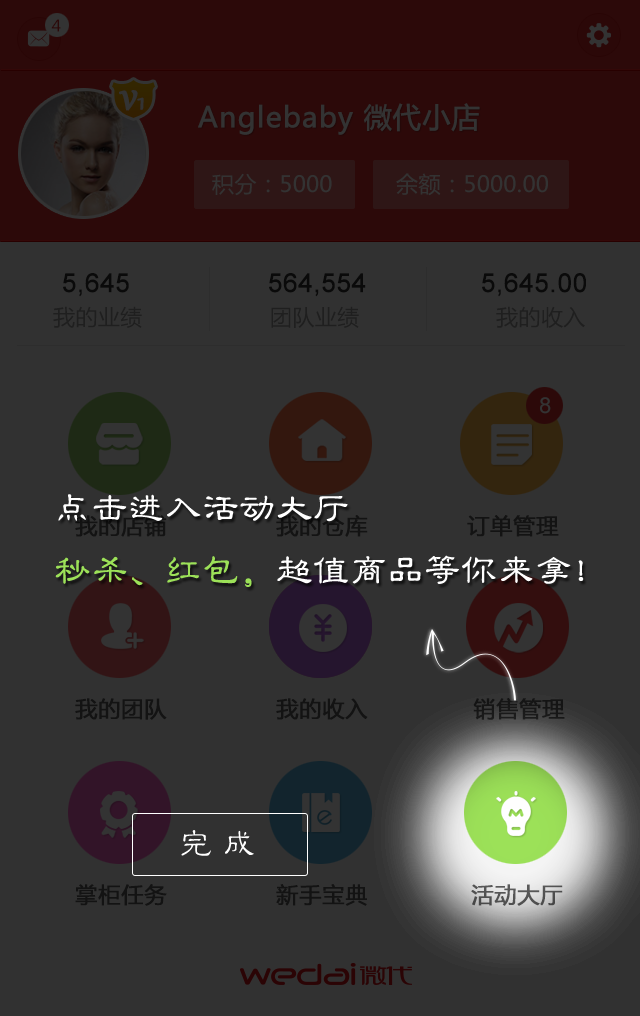 4
V1
Anglebaby 微代小店
积分：5000 余额：5000.00
5,645 564,554 5,645.00
我的业绩 团队业绩 我的收入
8
点击进入活动大厅
我的店铺 我的仓库 订单管理
秒杀、红包，超值商品等你来拿!
¥
我的团队 我的收入 销售管理
e
完成
掌柜任务 新手宝典 活动大厅
wedai微代